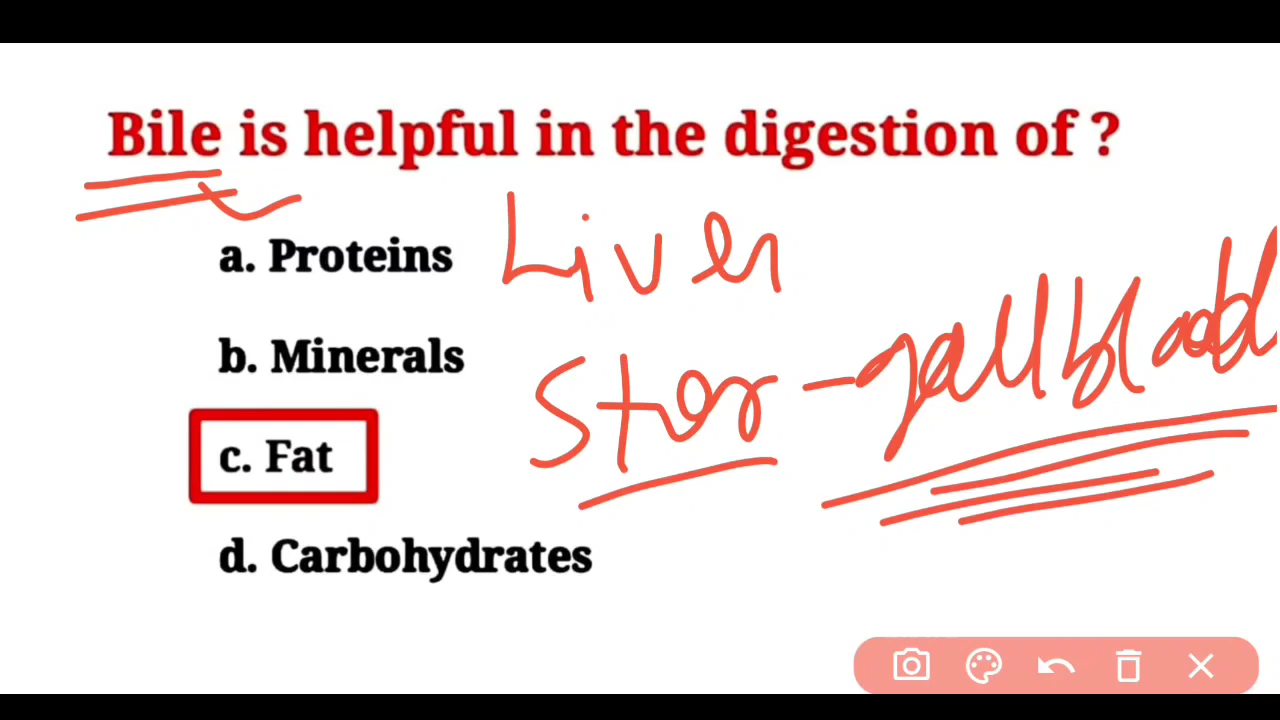 Bile is helpful in the digestion of ?
a. Proteins
Liver
b. Minerals
Stor - gallbladd
c. Fat
d. Carbohydrates